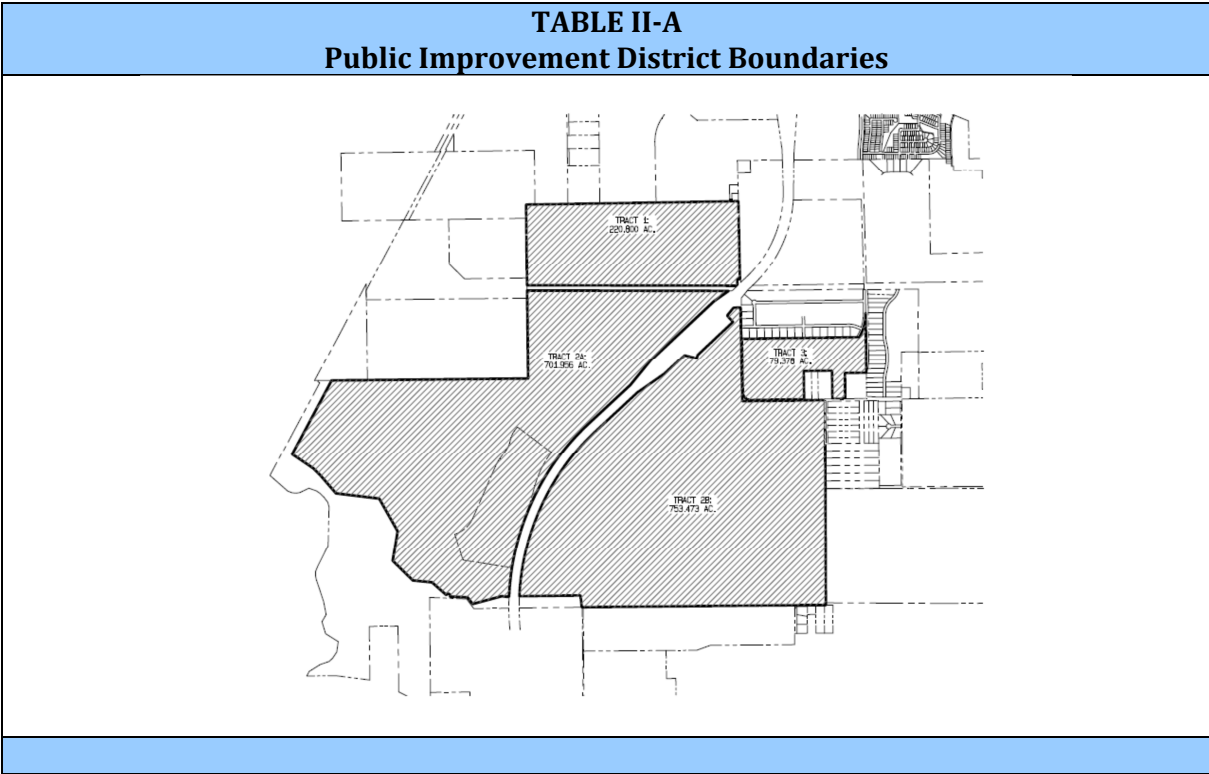 TABLE II-A
Public Improvement District Boundaries
TRACT 1:
220.800 AC.
TRACT 2A:
701.956 AC.
TRACT 3:
79.378 AC.
TRACT 2B:
753.473 AC.